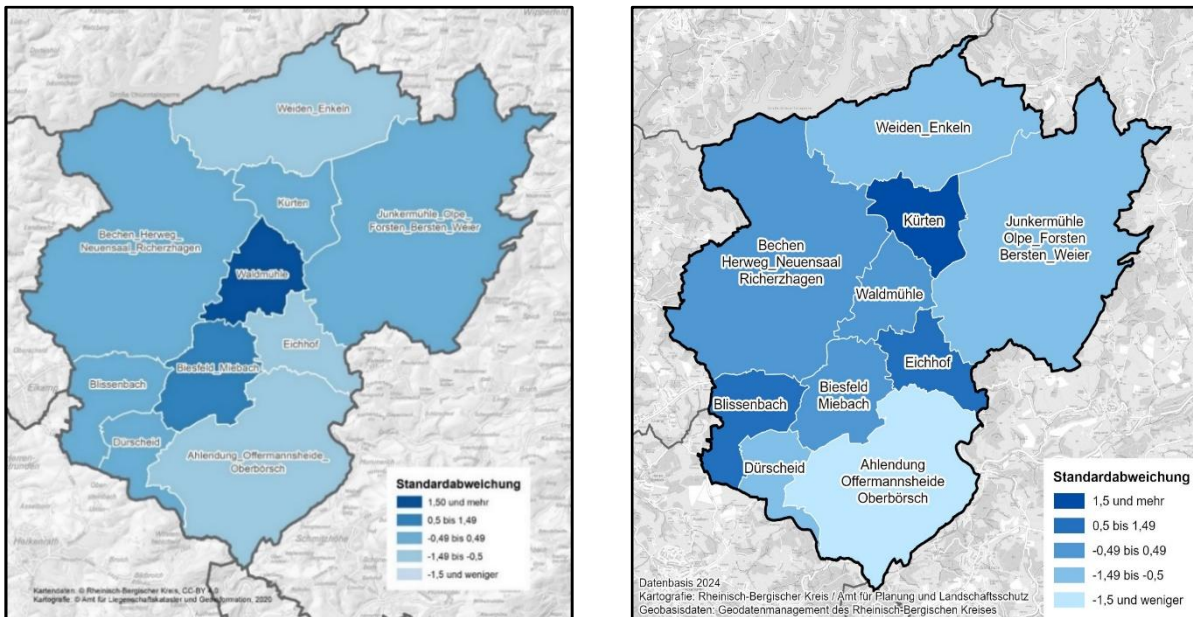 Weiden_Enkeln
Kürten
Junkermühle_Olpe_
Forsten_Bersten_Weier
Bechen_Herweg_
Neuensaal_Richerzhagen
Waldmühle
Eichhof
Biesfeld_Miebach
Blissenbach
Dürscheid
Ahlendung_Offermannsheide_
Oberbörsch
Standardabweichung
1,50 und mehr
0,5 bis 1,49
-0,49 bis 0,49
-1,49 bis -0,5
-1,5 und weniger
Kartendaten: © Rheinisch-Bergischer Kreis, CC-BY 4.0
Kartografie: © Amt für Liegenschaftskataster und Geoinformation, 2020
Weiden_Enkeln
Kürten
Junkermühle
Olpe_Forsten
Bersten_Weier
Bechen
Herweg_Neuensaal
Richerzhagen
Waldmühle
Eichhof
Biesfeld
Miebach
Blissenbach
Dürscheid
Ahlendung
Offermannsheide
Oberbörsch
Standardabweichung
1,5 und mehr
0,5 bis 1,49
-0,49 bis 0,49
-1,49 bis -0,5
-1,5 und weniger
Datenbasis 2024
Kartografie: Rheinisch-Bergischer Kreis / Amt für Planung und Landschaftsschutz
Geobasisdaten: Geodatenmanagement des Rheinisch-Bergischen Kreises